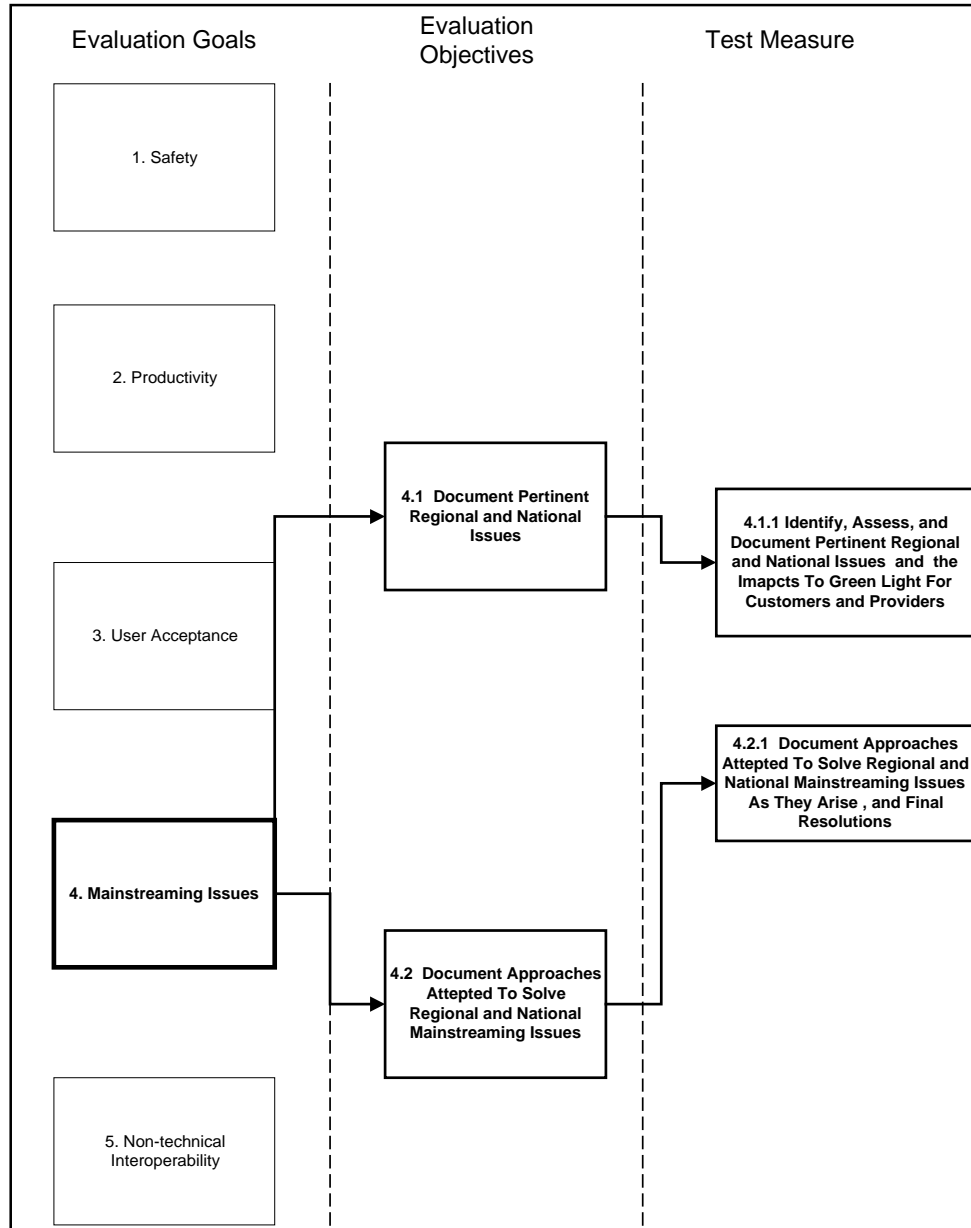 Evaluation Goals
Evaluation
Objectives
Test Measure
1. Safety
2. Productivity
3. User Acceptance
4. Mainstreaming Issues
5. Non-technical
Interoperability
4.1 Document Pertinent
Regional and National
Issues
4.2 Document Approaches
Attepted To Solve
Regional and National
Mainstreaming Issues
4.1.1 Identify, Assess, and
Document Pertinent Regional
and National Issues and the
Imapcts To Green Light For
Customers and Providers
4.2.1 Document Approaches
Attepted To Solve Regional and
National Mainstreaming Issues
As They Arise , and Final
Resolutions